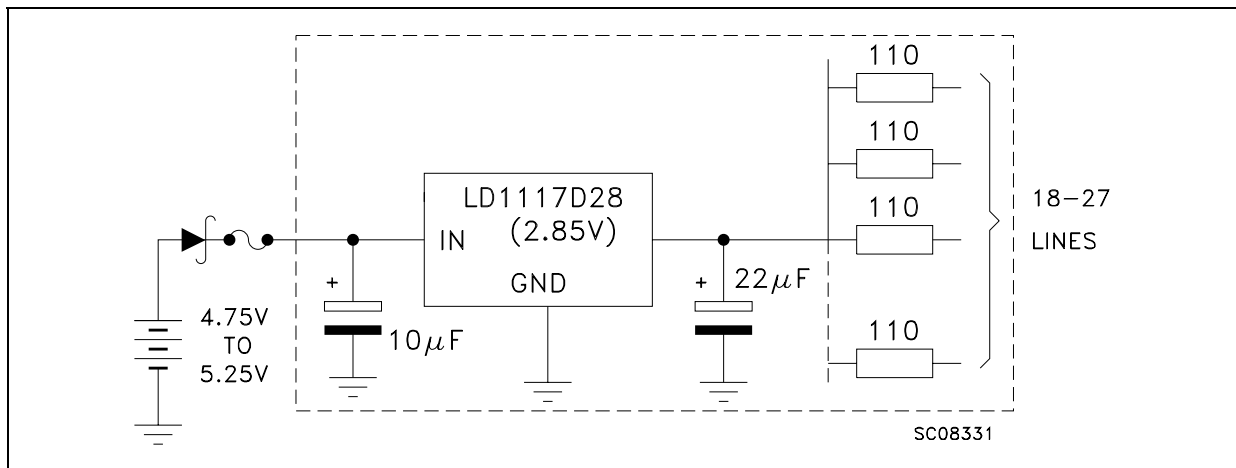 110
110
110
110
18-27
LINES
LD1117D28
(2.85V)
IN
GND
+
10µF
+
22µF
4.75V
TO
5.25V
SC08331